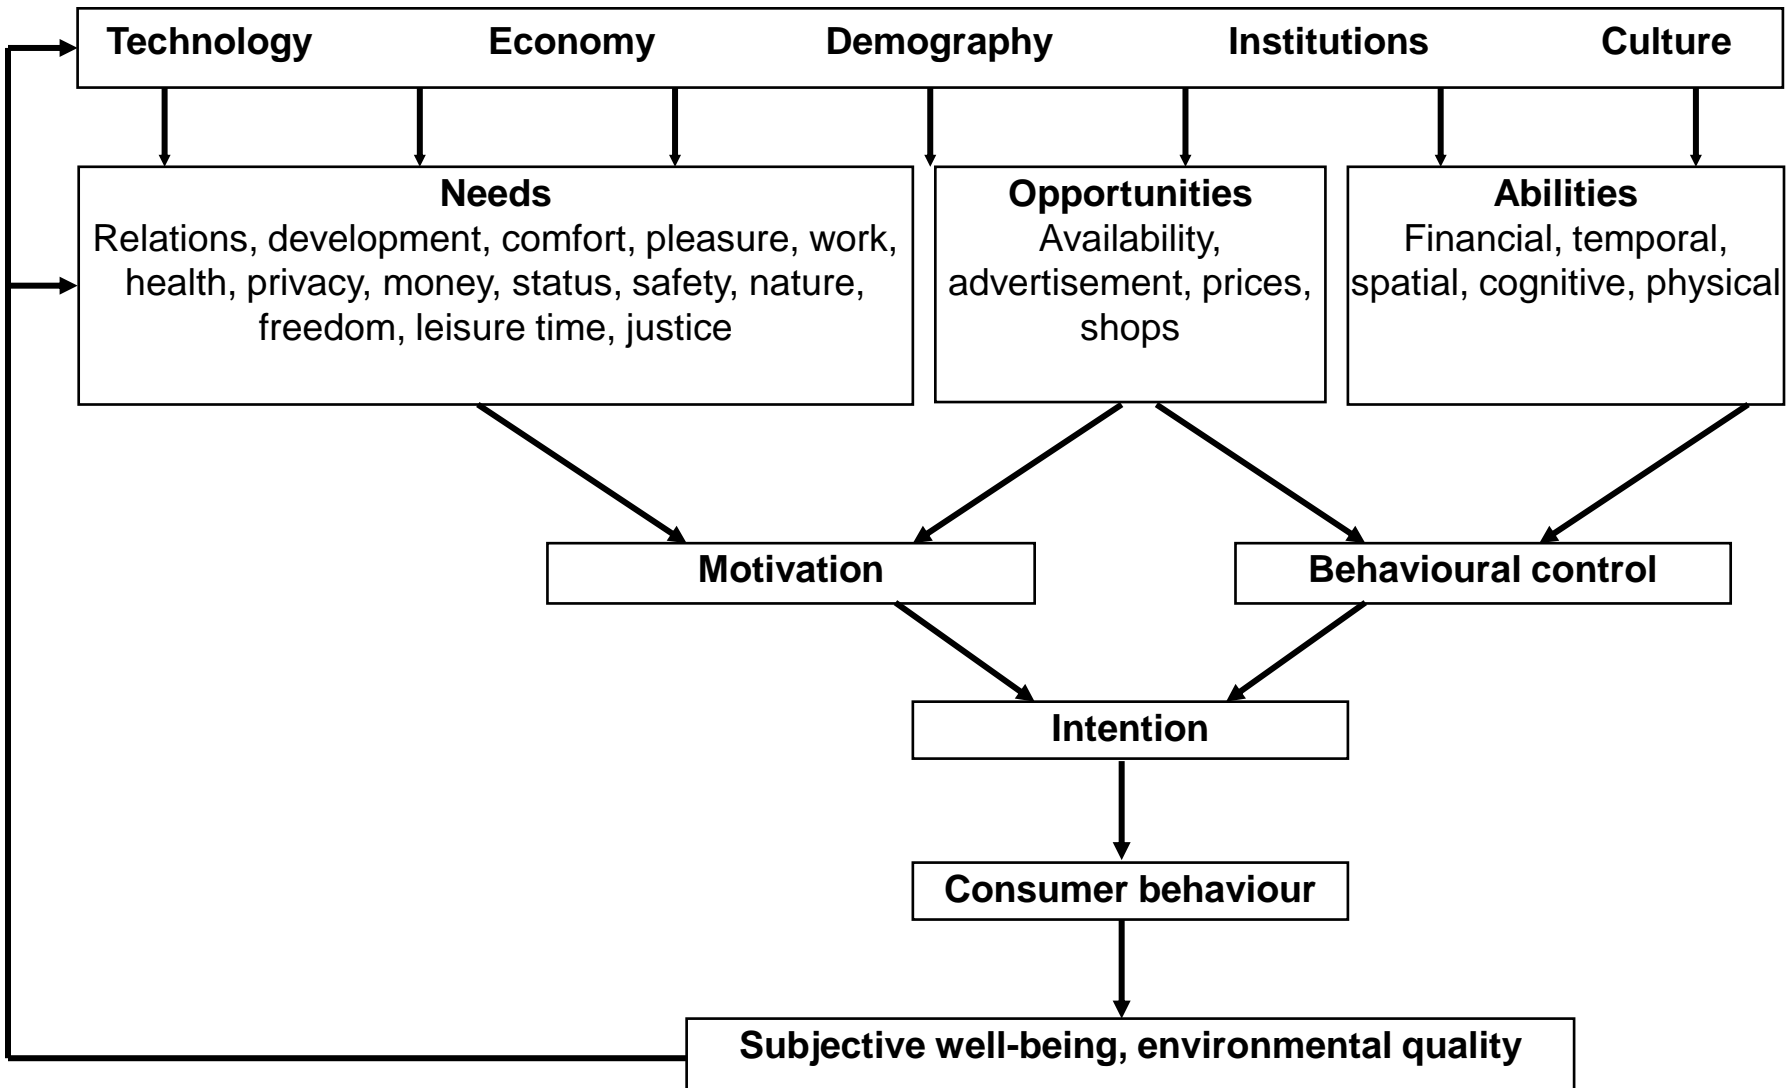 Technology Economy Demography Institutions Culture
Needs
Relations, development, comfort, pleasure, work,
health, privacy, money, status, safety, nature,
freedom, leisure time, justice
Opportunities
Availability,
advertisement, prices,
shops
Abilities
Financial, temporal,
spatial, cognitive, physical
Motivation
Behavioural control
Intention
Consumer behaviour
Subjective well-being, environmental quality